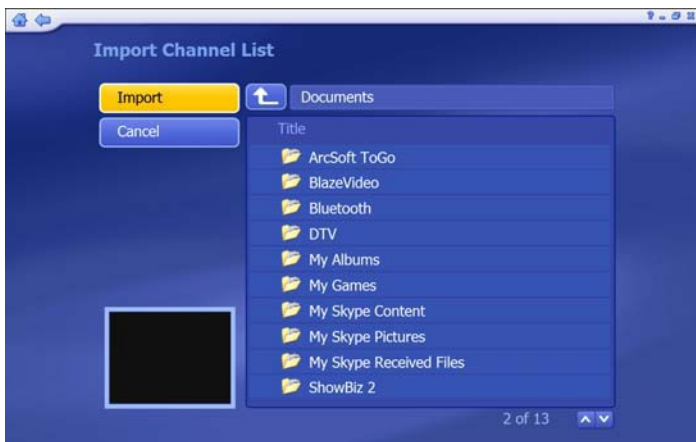 Import Channel List
Import
Documents
Cancel
Title
ArcSoft ToGo
BlazeVideo
Bluetooth
DTV
My Albums
My Games
My Skype Content
My Skype Pictures
My Skype Received Files
ShowBiz 2
2 of 13